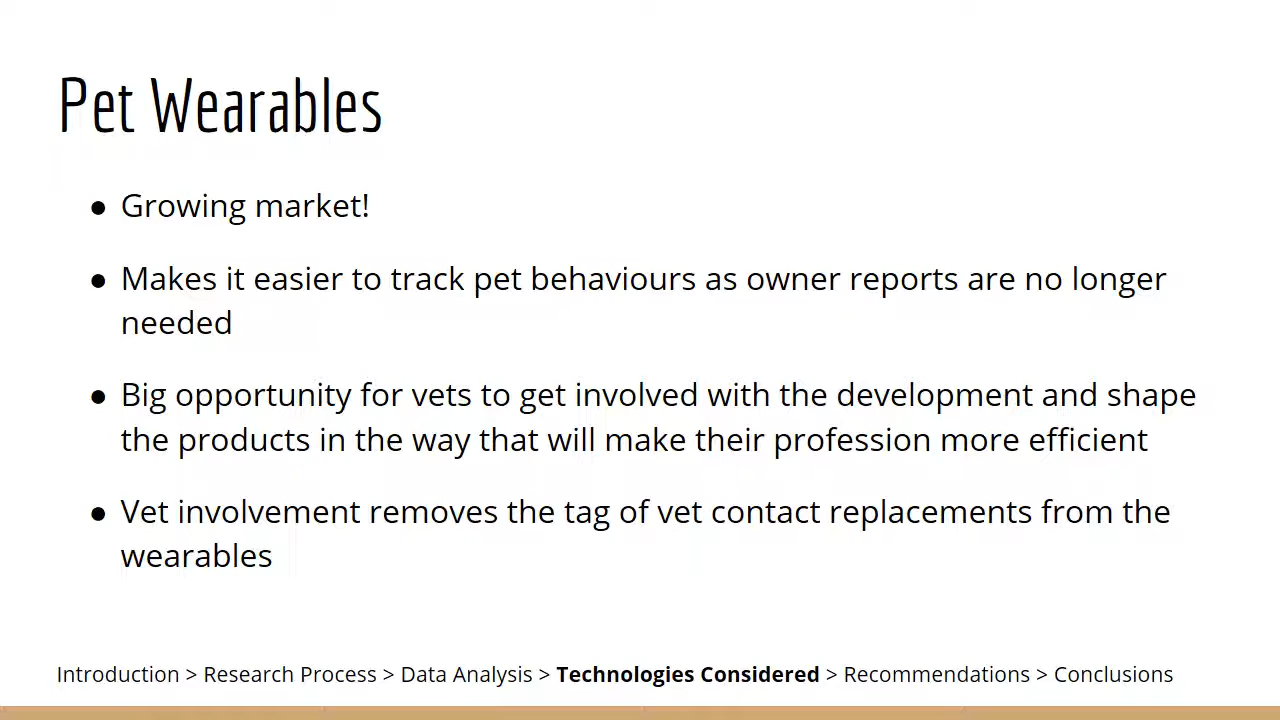 Pet Wearables
● Growing market!
● Makes it easier to track pet behaviours as owner reports are no longer
needed
● Big opportunity for vets to get involved with the development and shape
the products in the way that will make their profession more efficient
● Vet involvement removes the tag of vet contact replacements from the
wearables
Introduction > Research Process > Data Analysis > Technologies Considered > Recommendations > Conclusions